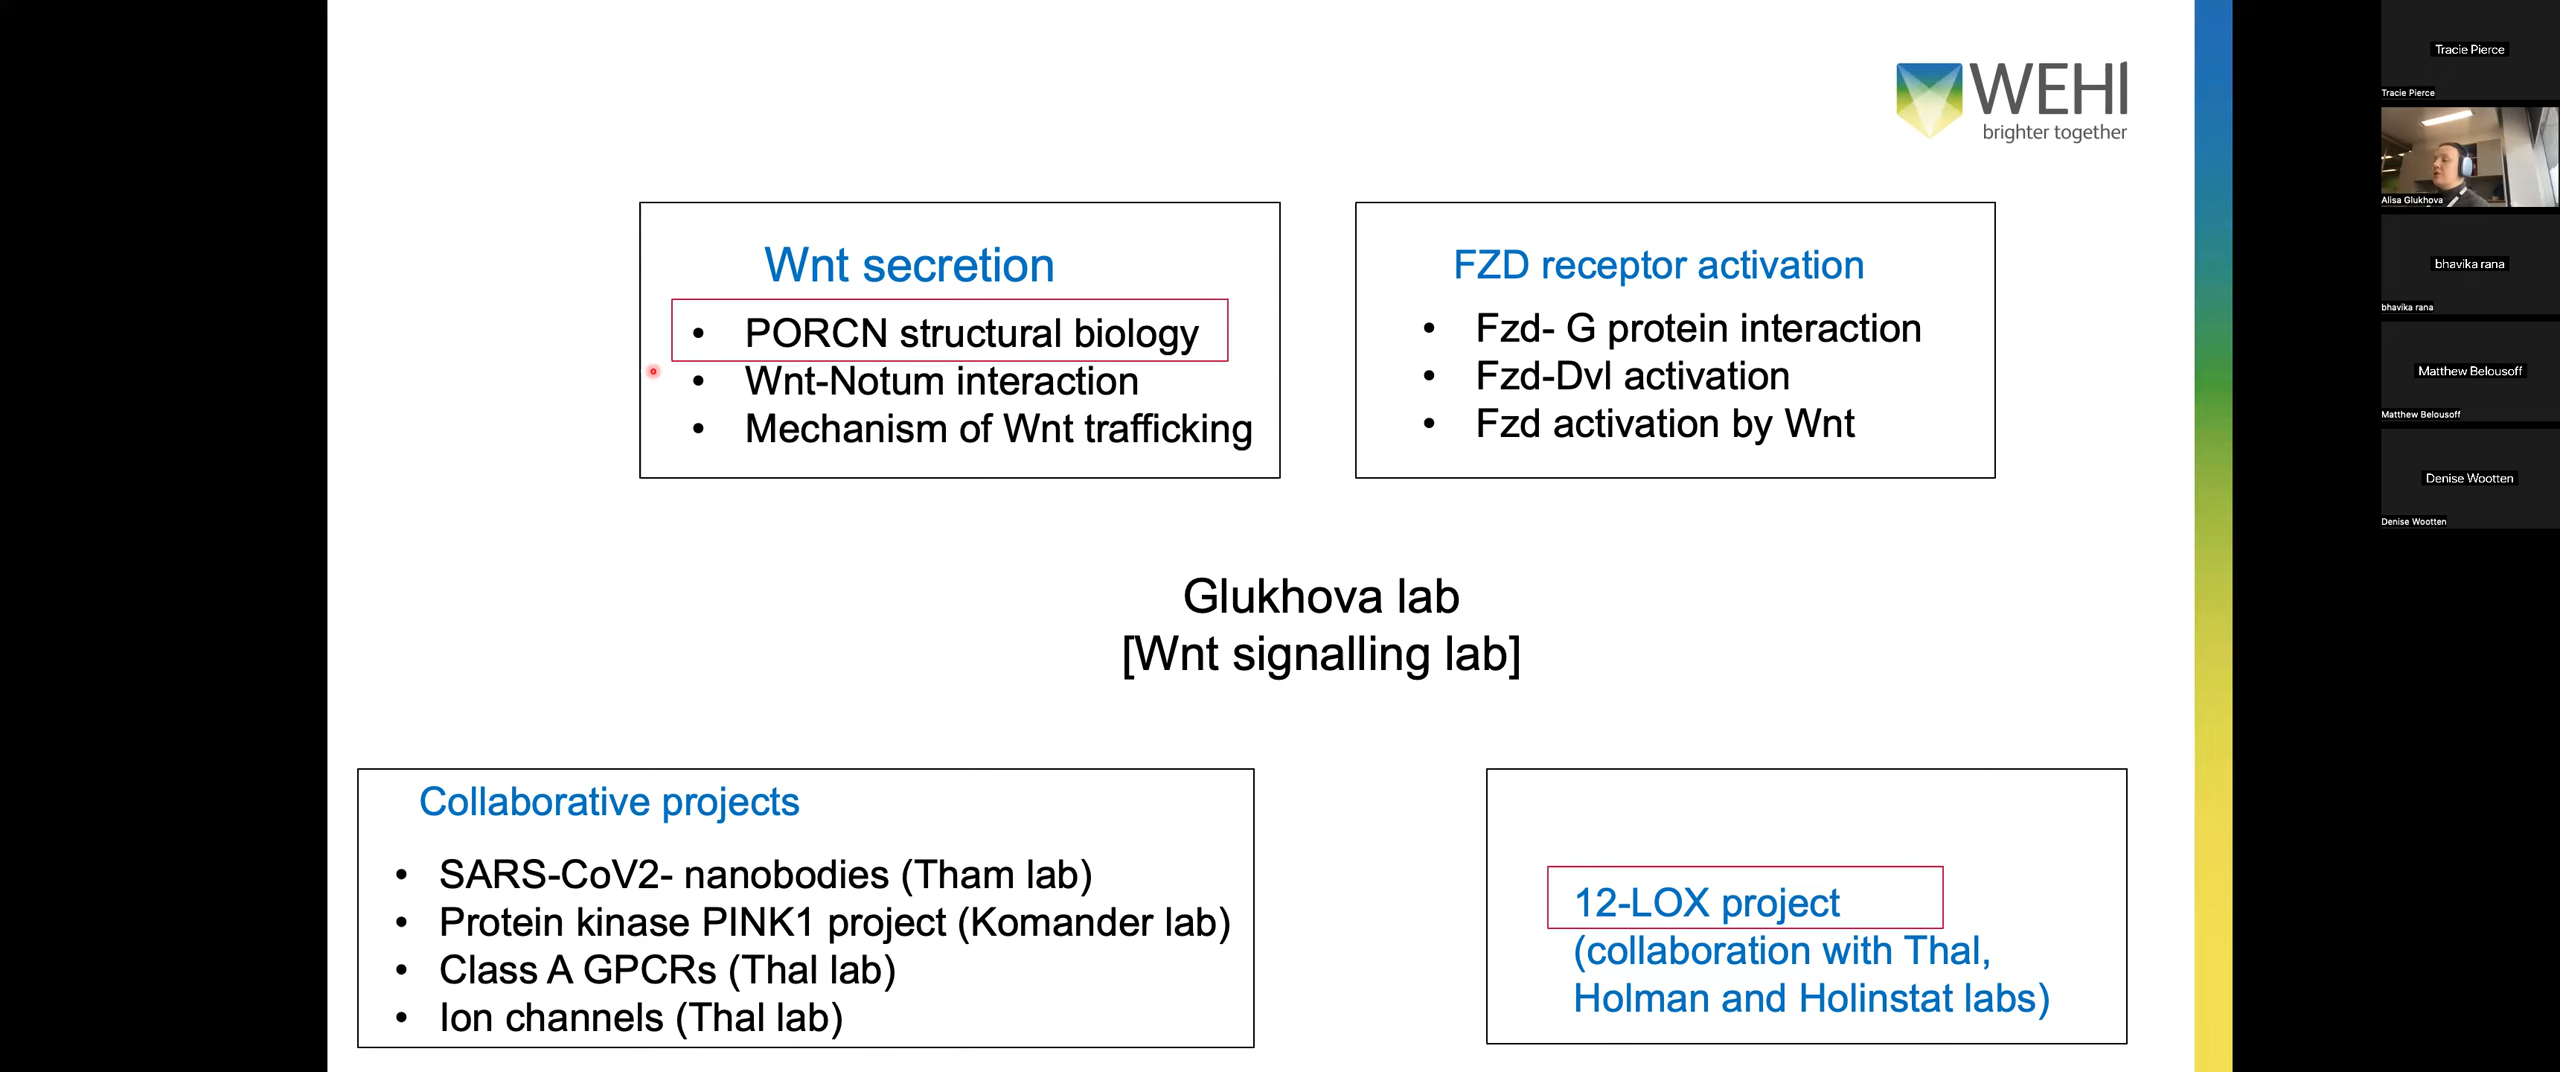 WEHI
brighter together
Wnt secretion
• PORCN structural biology
• Wnt-Notum interaction
• Mechanism of Wnt trafficking
FZD receptor activation
• Fzd- G protein interaction
• Fzd-Dvl activation
• Fzd activation by Wnt
Glukhova lab
[Wnt signalling lab]
Collaborative projects
• SARS-CoV2- nanobodies (Tham lab)
• Protein kinase PINK1 project (Komander lab)
• Class A GPCRs (Thal lab)
• Ion channels (Thal lab)
12-LOX project
(collaboration with Thal,
Holman and Holinstat labs)
Tracie Pierce
Tracie Pierce
Alisa Glukhova
bhavika rana
bhavika rana
Matthew Belousoff
Matthew Belousoff
Denise Wootten
Denise Wootten